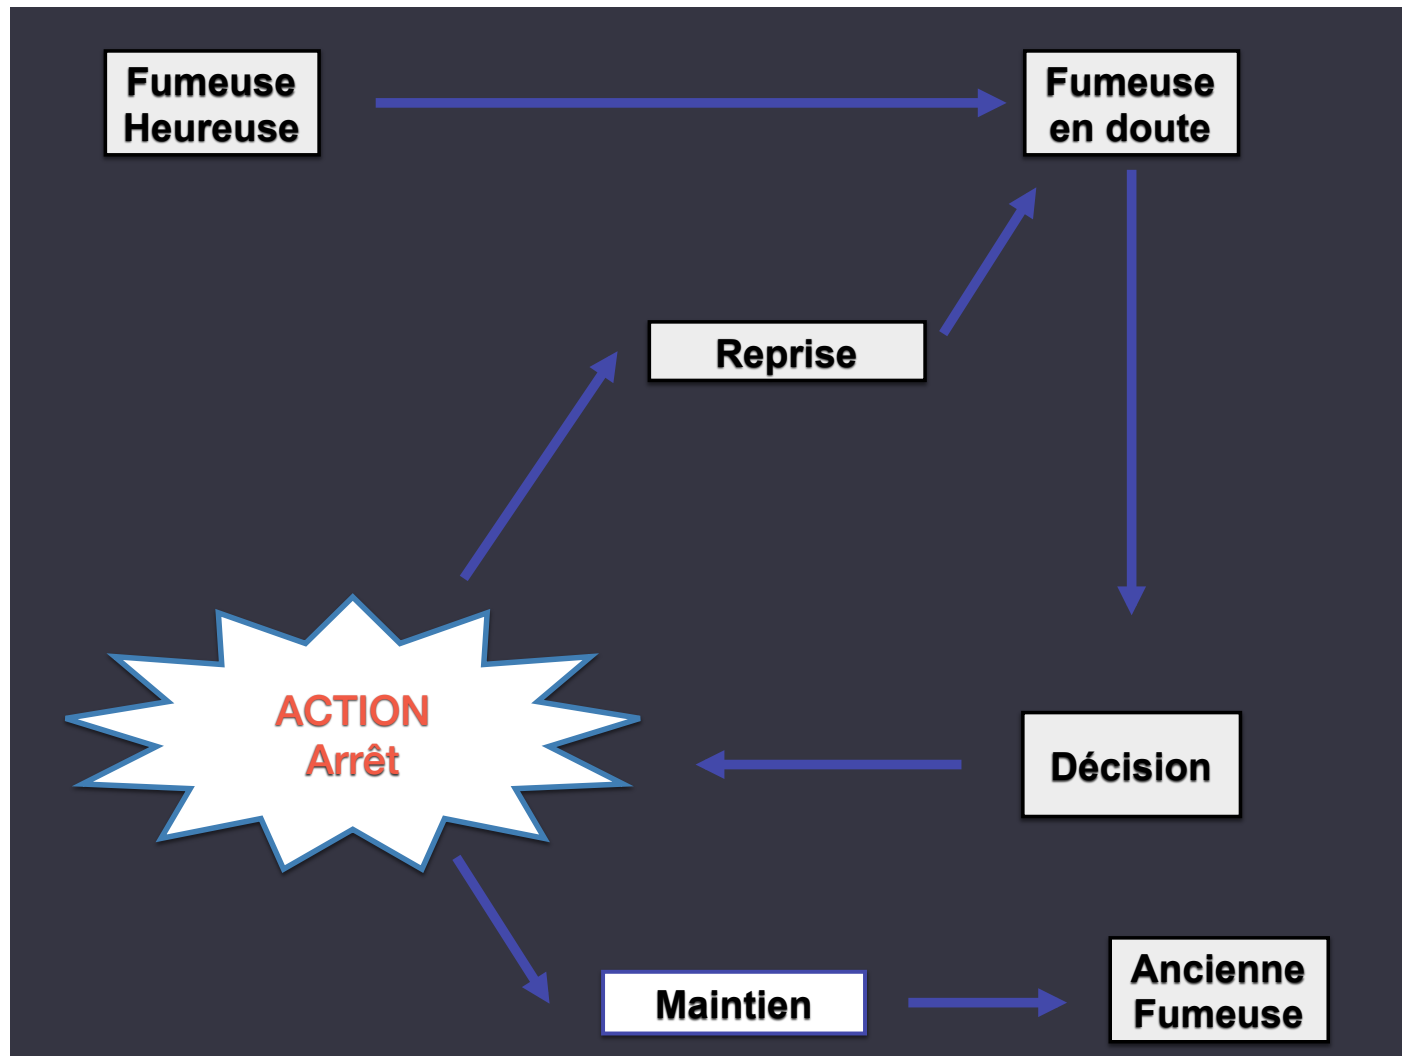 Fumeuse
Heureuse
Fumeuse
en doute
Reprise
ACTION
Arrêt
Décision
Maintien
Ancienne
Fumeuse